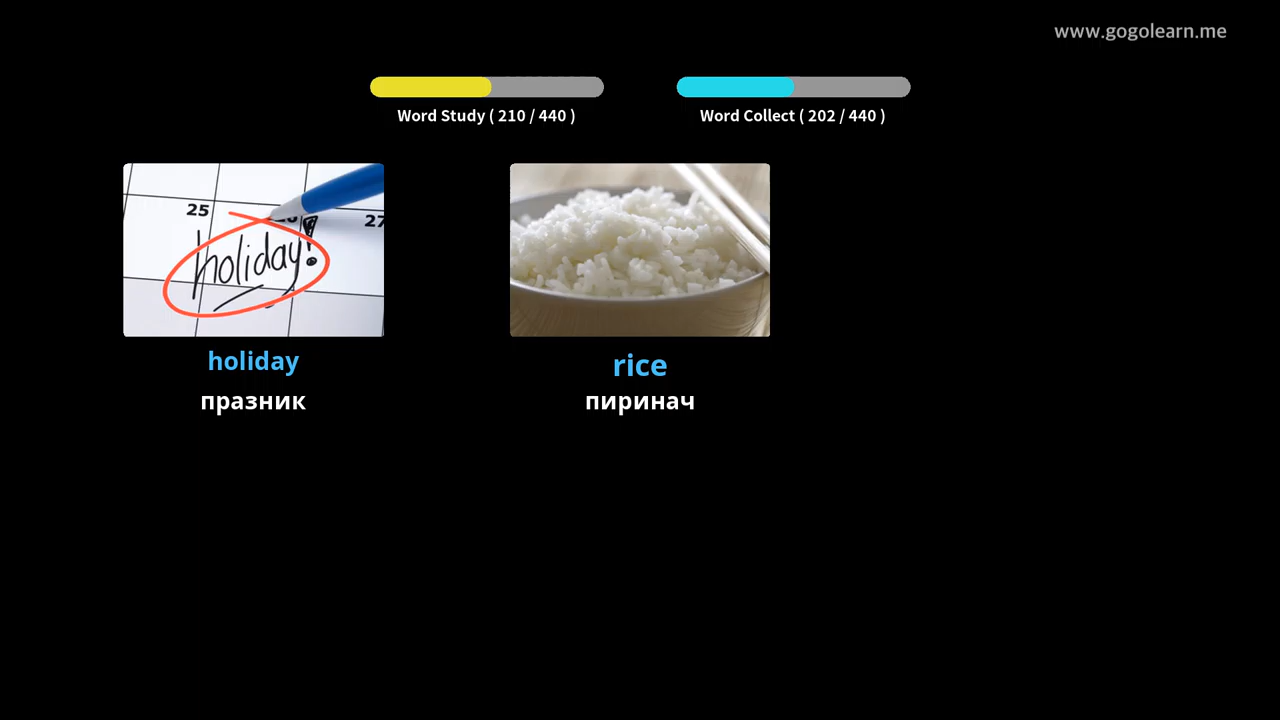 www.gogolearn.me
Word Study ( 210 / 440 )
Word Collect ( 202 / 440 )
25
27
holiday!
holiday
празник
rice
пиринач